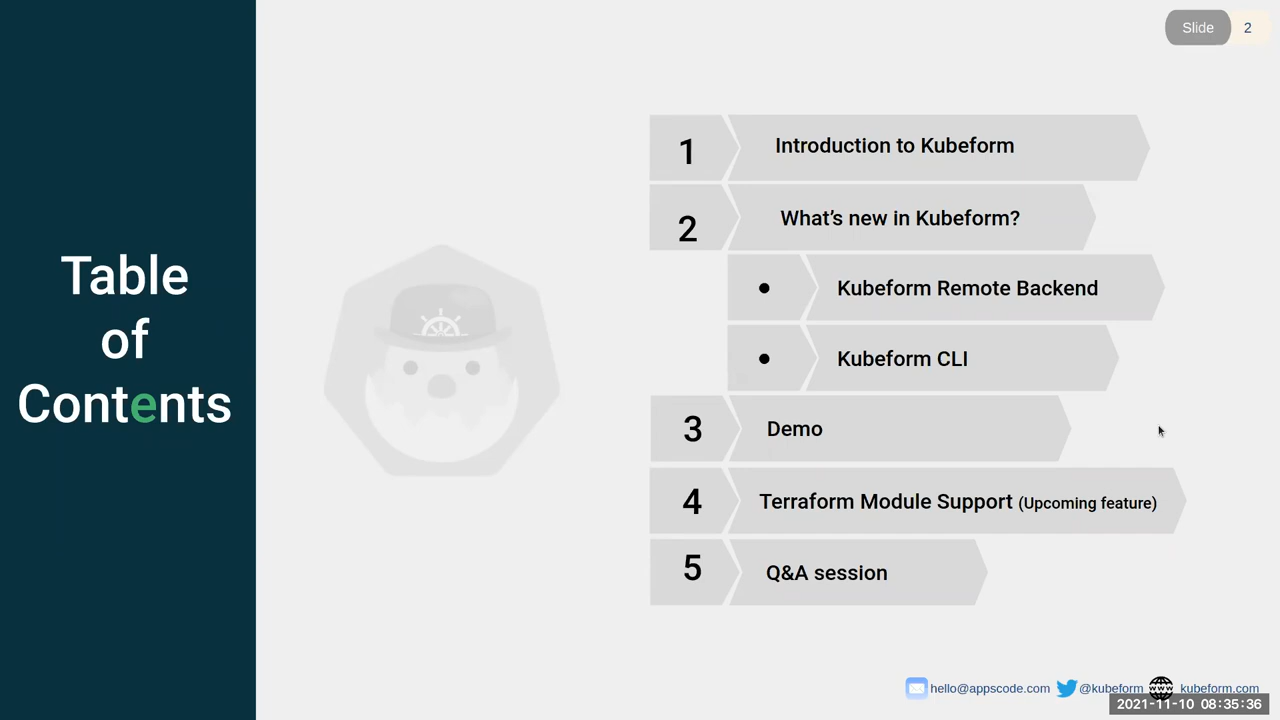 Slide 2
Table
of
Contents
1 Introduction to Kubeform
2 What's new in Kubeform?
● Kubeform Remote Backend
● Kubeform CLI
3 Demo
4 Terraform Module Support (Upcoming feature)
5 Q&A session
hello@appscode.com @kubeform kubeform.com
2021-11-10 08:35:36